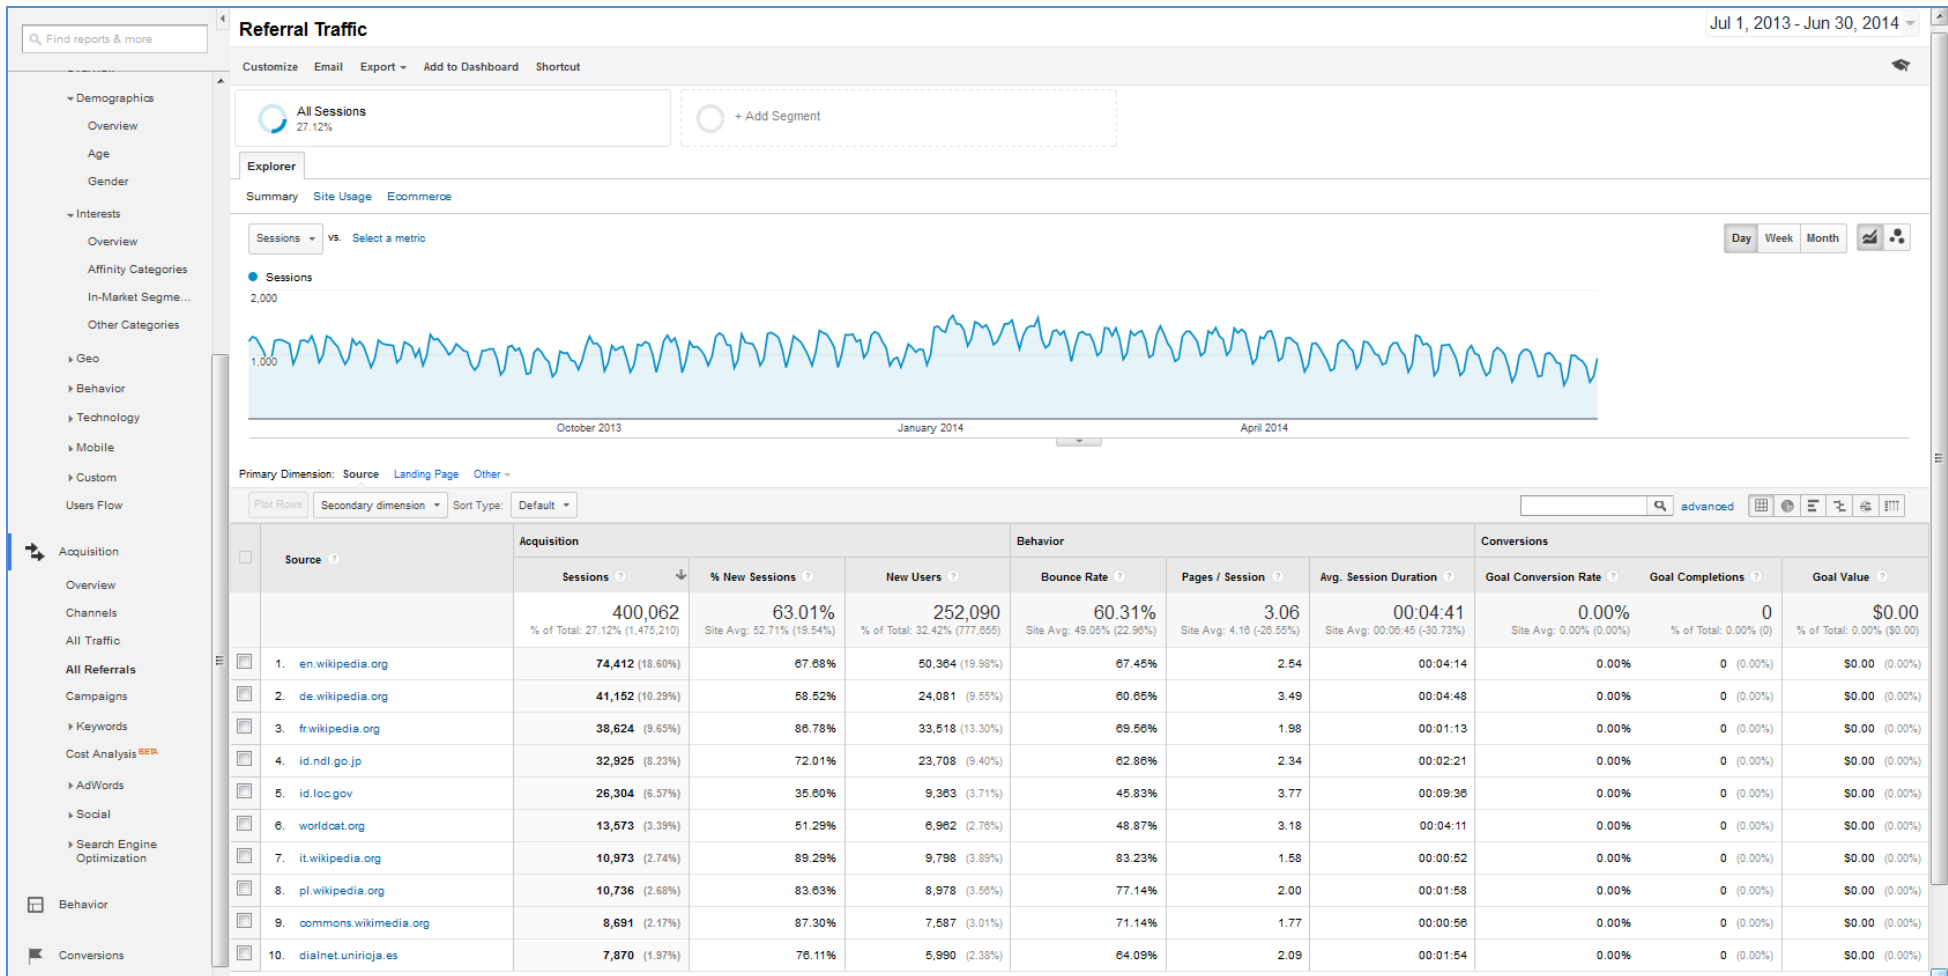 Find reports & more
Demographics
Overview
Age
Gender
Interests
Overview
Affinity Categories
In-Market Segme...
Other Categories
Geo
Behavior
Technology
Mobile
Custom
Users Flow
Acquisition
Overview
Channels
All Traffic
All Referrals
Campaigns
Keywords
Cost Analysis BETA
AdWords
Social
Search Engine
Optimization
Behavior
Conversions
Referral Traffic
Jul 1, 2013 - Jun 30, 2014
Customize Email Export Add to Dashboard Shortcut
All Sessions
27.12%
+ Add Segment
Explorer
Summary Site Usage Ecommerce
Sessions vs. Select a metric
Day Week Month
Sessions
2,000
1,000
October 2013 January 2014 April 2014
Primary Dimension: Source Landing Page Other
Plot Rows Secondary dimension Sort Type: Default
advanced
Source ? Acquisition Behavior Conversions
Sessions ? % New Sessions ? New Users ? Bounce Rate ? Pages / Session ? Avg. Session Duration ? Goal Conversion Rate ? Goal Completions ? Goal Value ?
400,062 63.01% 252,090 60.31% 3.06 00:04:41 0.00% 0 $0.00
% of Total: 27.12% (1,475,210) Site Avg: 52.71% (19.54%) % of Total: 32.42% (777,655) Site Avg: 49.05% (22.96%) Site Avg: 4.16 (-26.55%) Site Avg: 00:06:45 (-30.73%) Site Avg: 0.00% (0.00%) % of Total: 0.00% (0) % of Total: 0.00% ($0.00)
1. en.wikipedia.org 74,412 (18.60%) 67.68% 50,364 (19.98%) 67.45% 2.54 00:04:14 0.00% 0 (0.00%) $0.00 (0.00%)
2. de.wikipedia.org 41,152 (10.29%) 58.52% 24,081 (9.55%) 60.65% 3.49 00:04:48 0.00% 0 (0.00%) $0.00 (0.00%)
3. fr.wikipedia.org 38,624 (9.65%) 86.78% 33,518 (13.30%) 69.56% 1.98 00:01:13 0.00% 0 (0.00%) $0.00 (0.00%)
4. id.ndl.go.jp 32,925 (8.23%) 72.01% 23,708 (9.40%) 62.86% 2.34 00:02:21 0.00% 0 (0.00%) $0.00 (0.00%)
5. id.loc.gov 26,304 (6.57%) 35.60% 9,363 (3.71%) 45.83% 3.77 00:09:36 0.00% 0 (0.00%) $0.00 (0.00%)
6. worldcat.org 13,573 (3.39%) 51.29% 6,962 (2.76%) 48.87% 3.18 00:04:11 0.00% 0 (0.00%) $0.00 (0.00%)
7. it.wikipedia.org 10,973 (2.74%) 89.29% 9,798 (3.89%) 83.23% 1.58 00:00:52 0.00% 0 (0.00%) $0.00 (0.00%)
8. pl.wikipedia.org 10,736 (2.68%) 83.63% 8,978 (3.56%) 77.14% 2.00 00:01:58 0.00% 0 (0.00%) $0.00 (0.00%)
9. commons.wikimedia.org 8,691 (2.17%) 87.30% 7,587 (3.01%) 71.14% 1.77 00:00:56 0.00% 0 (0.00%) $0.00 (0.00%)
10. dialnet.unirioja.es 7,870 (1.97%) 76.11% 5,990 (2.38%) 64.09% 2.09 00:01:54 0.00% 0 (0.00%) $0.00 (0.00%)